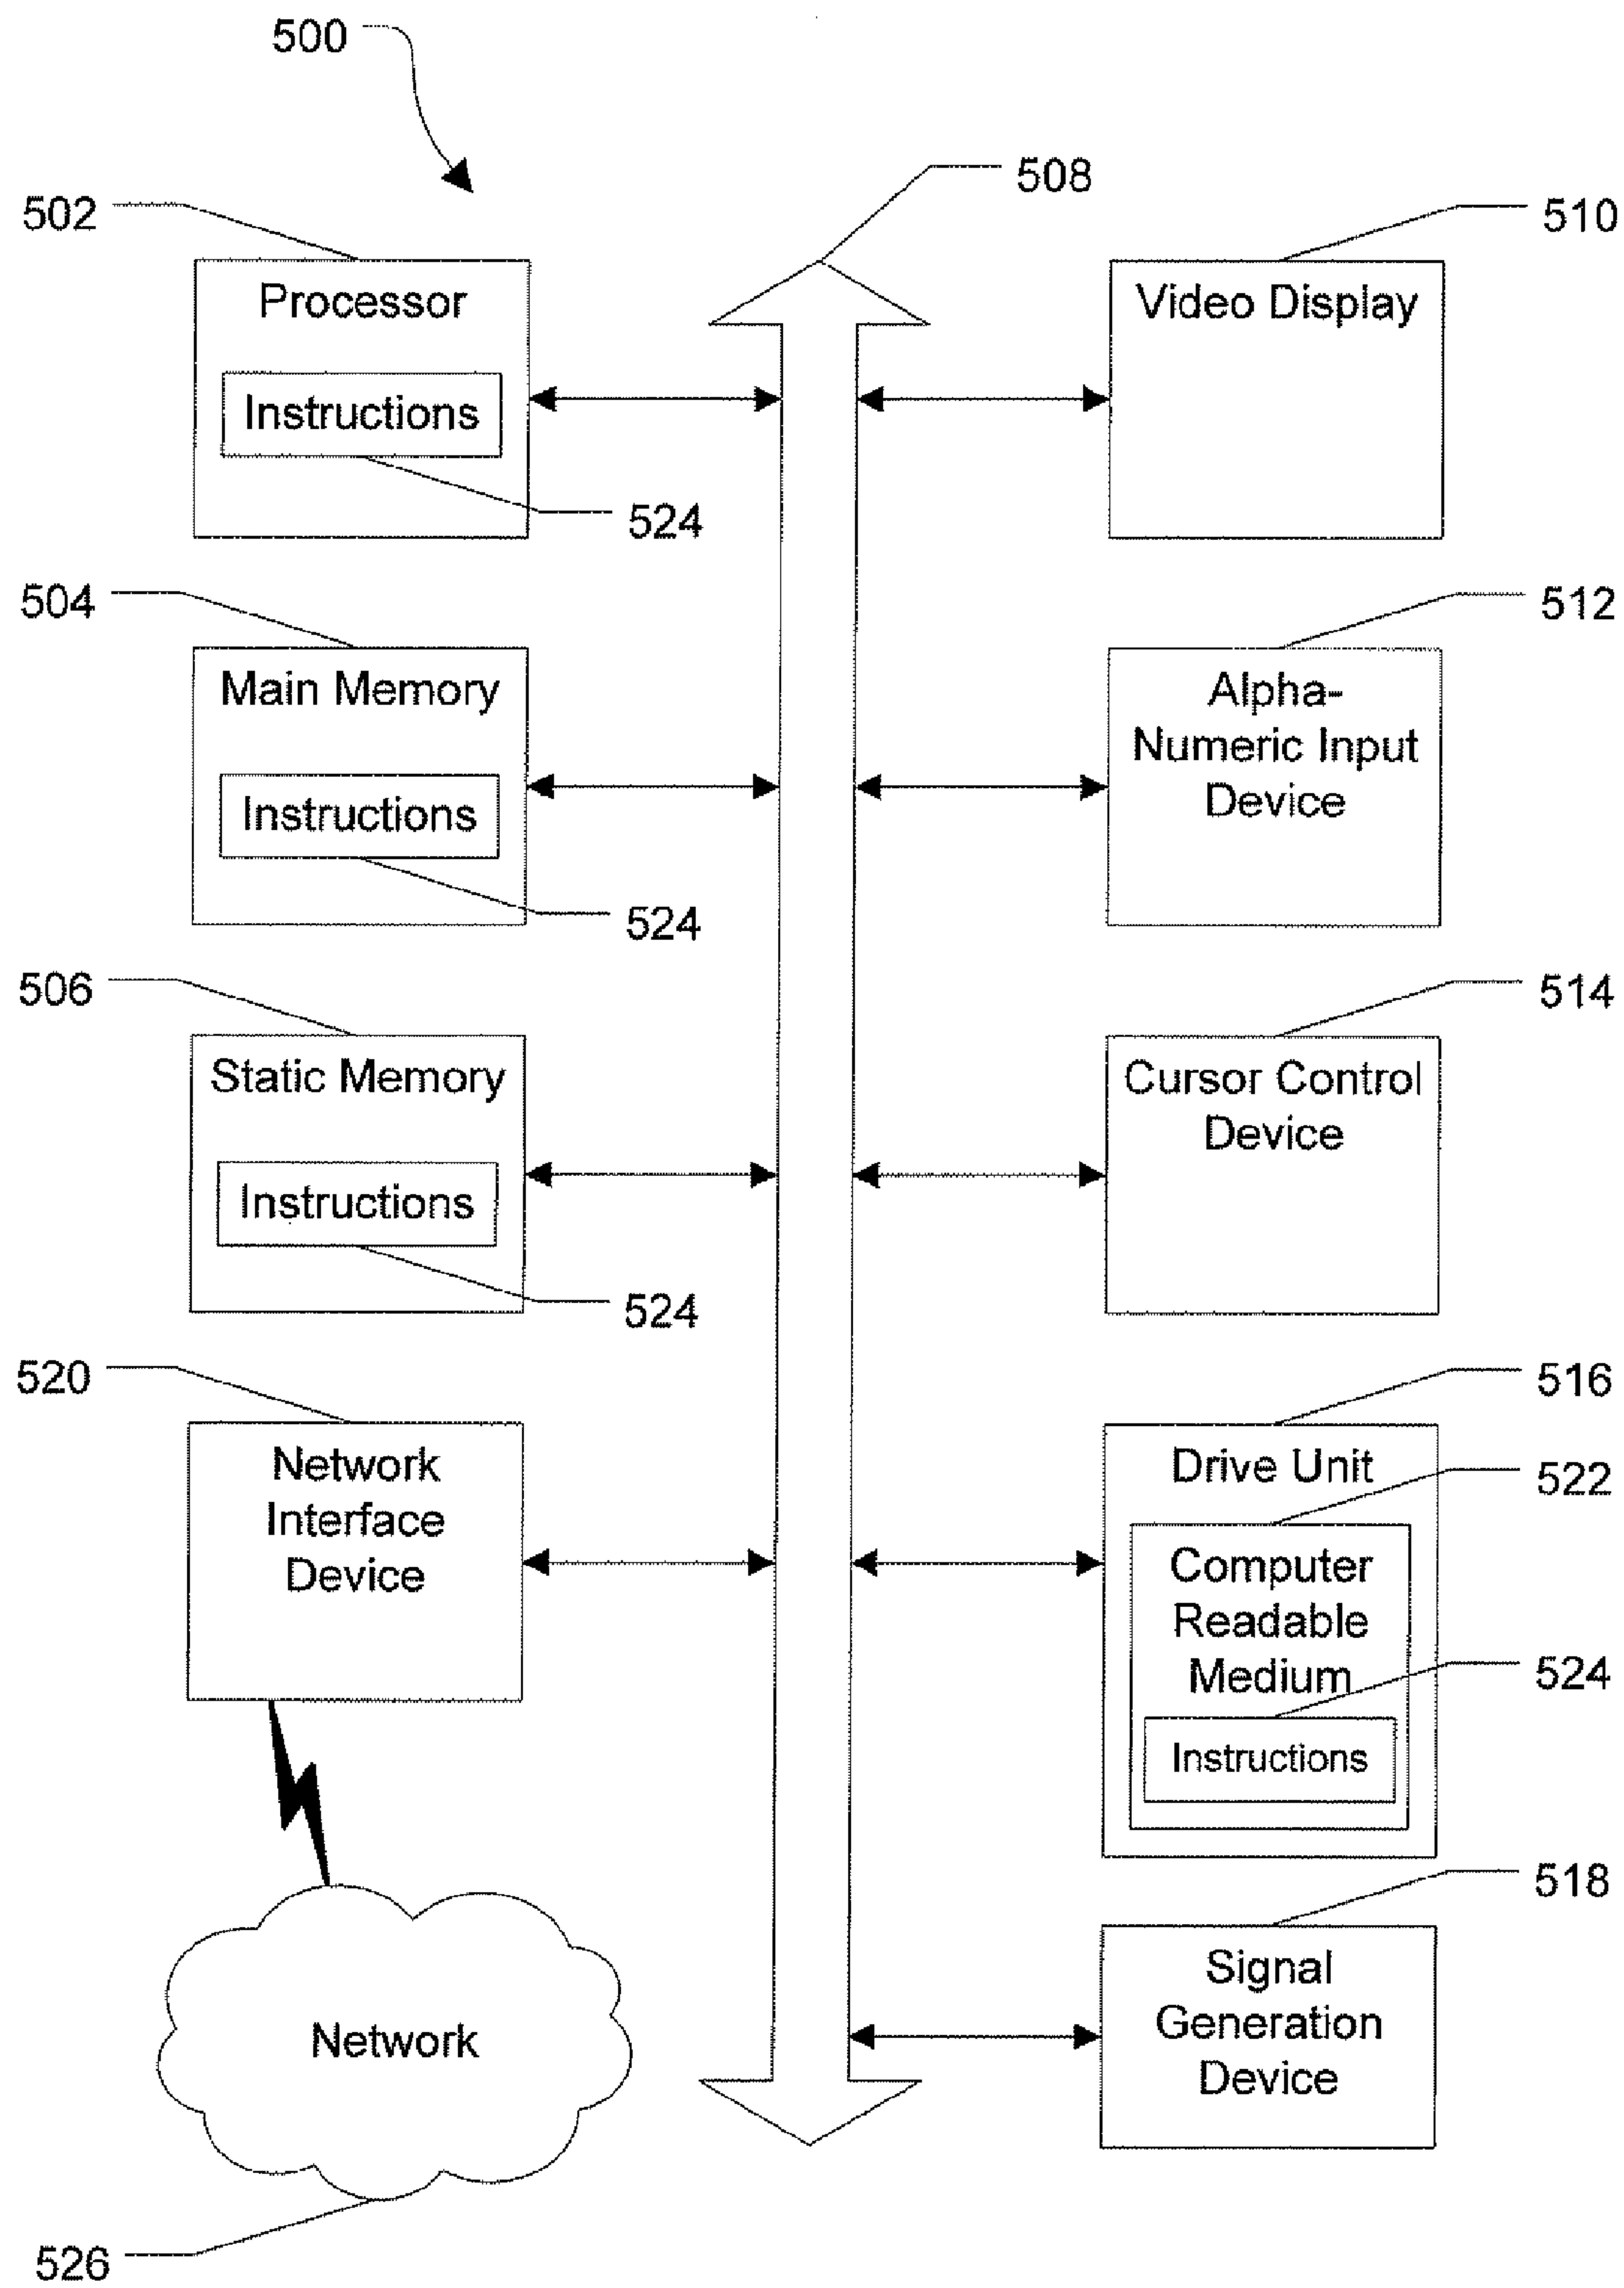 500
508
502
510
Processor
Instructions
524
Video Display
504
512
Main Memory
Instructions
524
Alpha-
Numeric Input
Device
506
514
Static Memory
Instructions
524
Cursor Control
Device
520
516
Network
Interface
Device
Drive Unit
522
Computer
Readable
Medium
524
Instructions
518
Signal
Generation
Device
Network
526